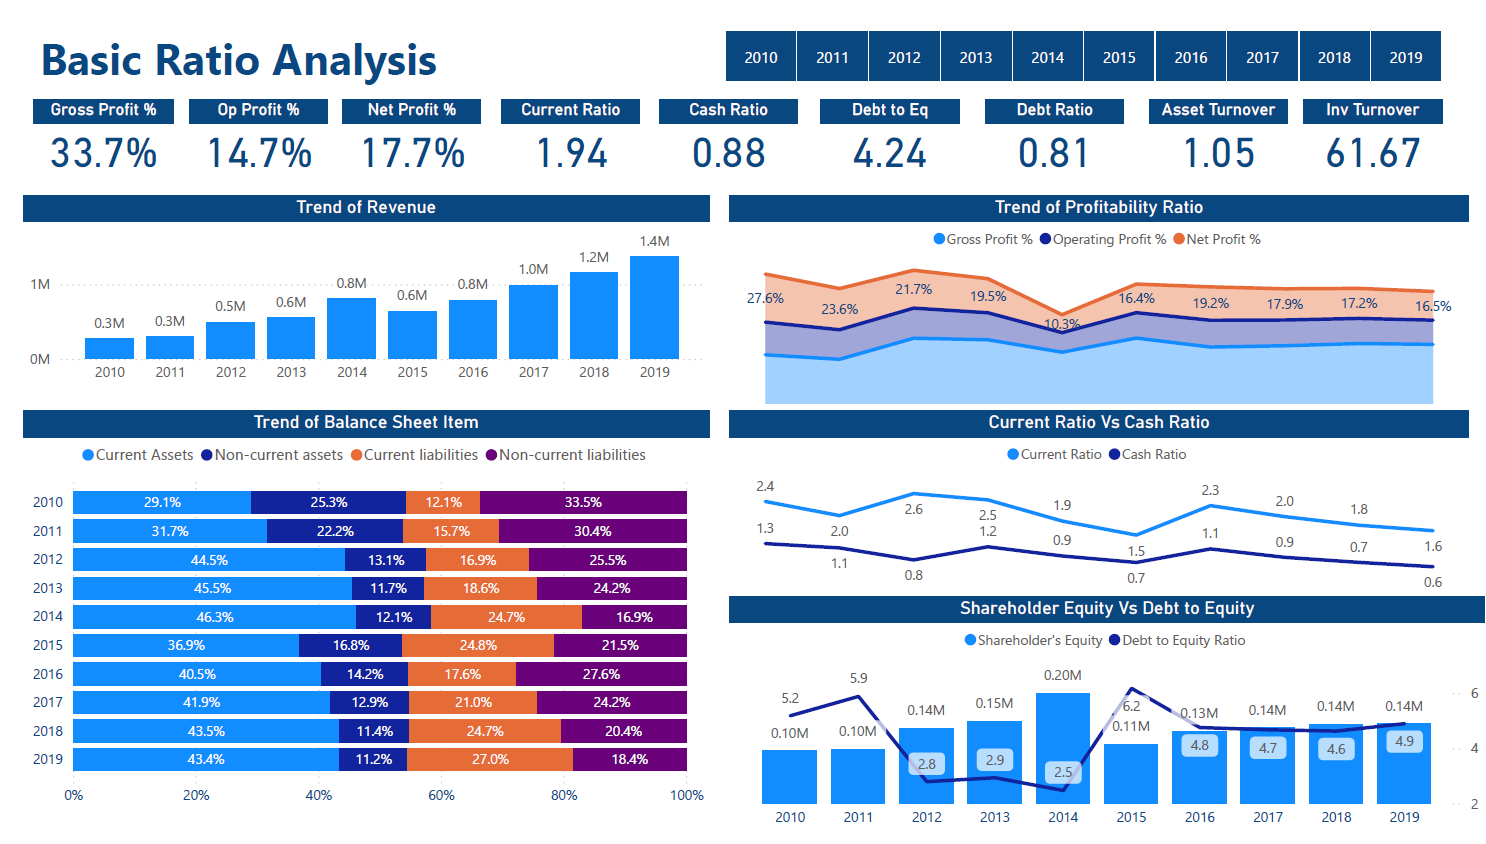 Basic Ratio Analysis
2010 2011 2012 2013 2014 2015 2016 2017 2018 2019
Gross Profit % Op Profit % Net Profit % Current Ratio Cash Ratio Debt to Eq Debt Ratio Asset Turnover Inv Turnover
33.7% 14.7% 17.7% 1.94 0.88 4.24 0.81 1.05 61.67
Trend of Revenue
1M
0M
0.3M 0.3M 0.5M 0.6M 0.8M 0.6M 0.8M 1.0M 1.2M 1.4M
2010 2011 2012 2013 2014 2015 2016 2017 2018 2019
Trend of Profitability Ratio
Gross Profit % Operating Profit % Net Profit %
27.6% 23.6% 21.7% 19.5% 10.3% 16.4% 19.2% 17.9% 17.2% 16.5%
Trend of Balance Sheet Item
Current Assets Non-current assets Current liabilities Non-current liabilities
2010 29.1% 25.3% 12.1% 33.5%
2011 31.7% 22.2% 15.7% 30.4%
2012 44.5% 13.1% 16.9% 25.5%
2013 45.5% 11.7% 18.6% 24.2%
2014 46.3% 12.1% 24.7% 16.9%
2015 36.9% 16.8% 24.8% 21.5%
2016 40.5% 14.2% 17.6% 27.6%
2017 41.9% 12.9% 21.0% 24.2%
2018 43.5% 11.4% 24.7% 20.4%
2019 43.4% 11.2% 27.0% 18.4%
0% 20% 40% 60% 80% 100%
Current Ratio Vs Cash Ratio
Current Ratio Cash Ratio
2.4 2.0 2.6 2.5 1.9 1.5 2.3 2.0 1.8 1.6
1.3 1.1 0.8 1.2 0.9 0.7 1.1 0.9 0.7 0.6
Shareholder Equity Vs Debt to Equity
Shareholder's Equity Debt to Equity Ratio
5.2 5.9 2.8 2.9 2.5 6.2 4.8 4.7 4.6 4.9
0.10M 0.10M 0.14M 0.15M 0.20M 0.11M 0.13M 0.14M 0.14M 0.14M
6
4
2
2010 2011 2012 2013 2014 2015 2016 2017 2018 2019